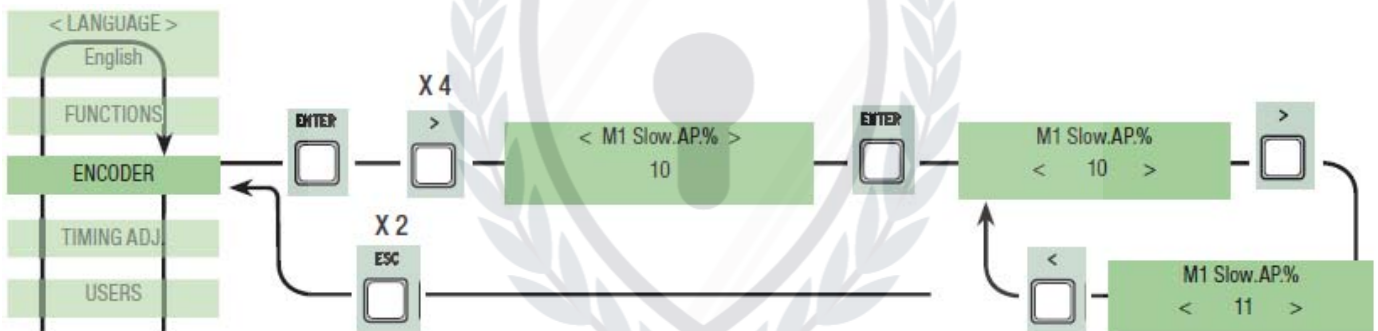 < LANGUAGE >
English
FUNCTIONS
ENCODER
TIMING ADJ.
USERS
ENTER
X 4
>
< M1 Slow.AP.% >
10
ENTER
M1 Slow.AP.%
< 10 >
>
X 2
ESC
<
M1 Slow.AP.%
< 11 >